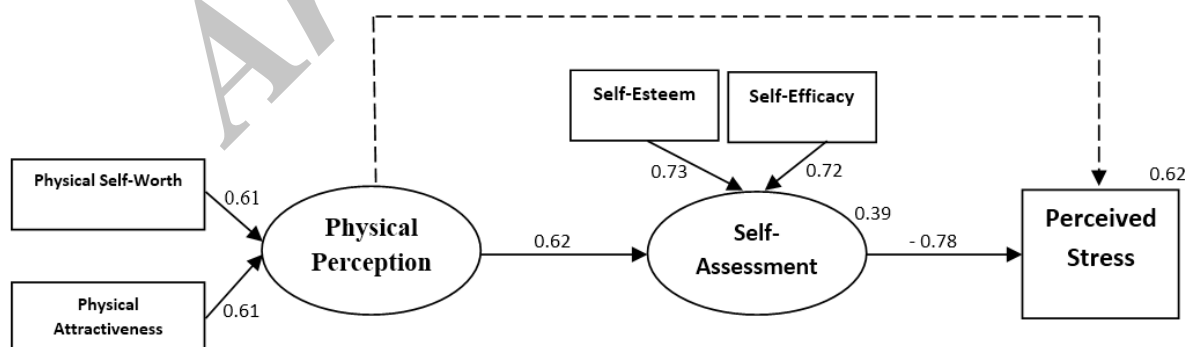 Self-Esteem
Self-Efficacy
0.73
0.72
Physical Self-Worth
0.61
Physical
Perception
0.62
Self-
Assessment
0.39
- 0.78
0.62
Perceived
Stress
Physical
Attractiveness
0.61